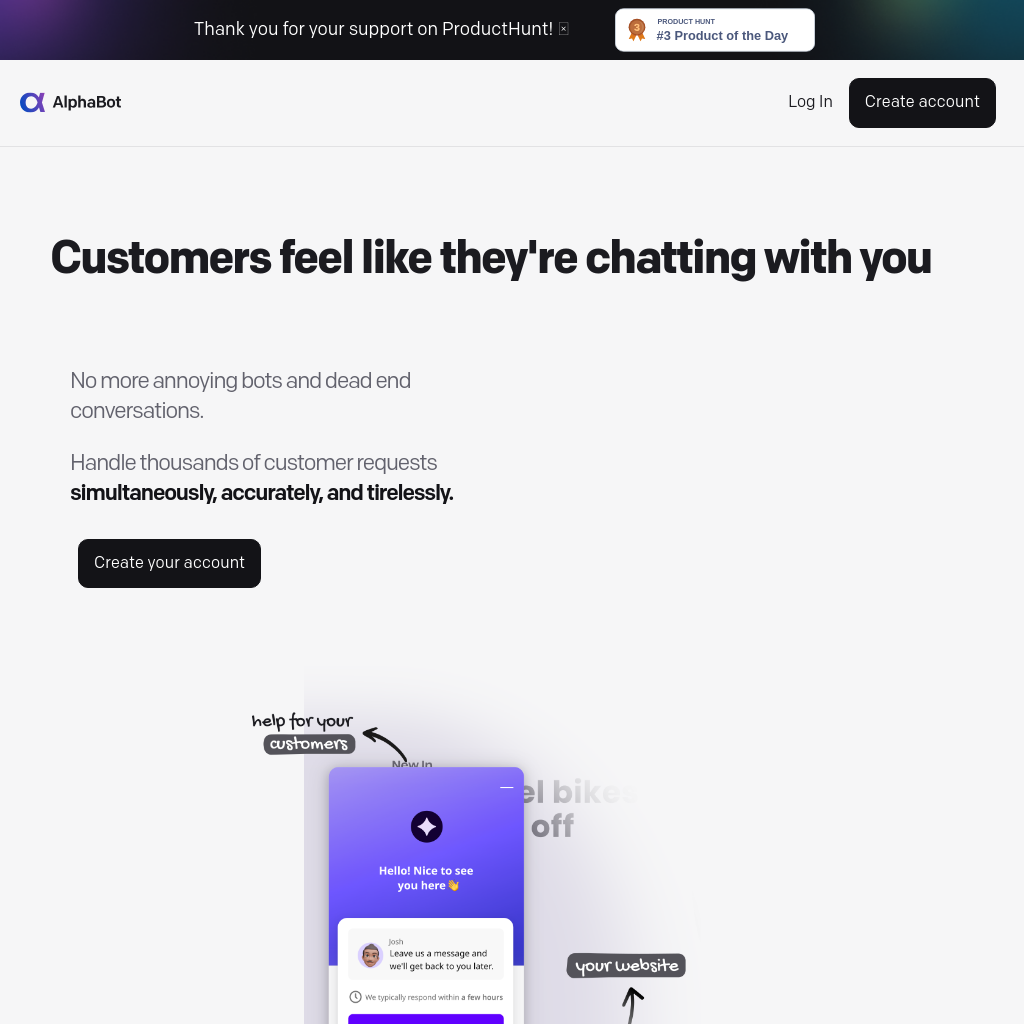 Thank you for your support on ProductHunt!
3
PRODUCT HUNT
#3 Product of the Day
AlphaBot
Log In
Create account
Customers feel like they're chatting with you
No more annoying bots and dead end
conversations.
Handle thousands of customer requests
simultaneously, accurately, and tirelessly.
Create your account
help for your
customers
New In
el bikes
off
Hello! Nice to see
you here👋
Josh
Leave us a message and
we'll get back to you later.
We typically respond within a few hours
your website